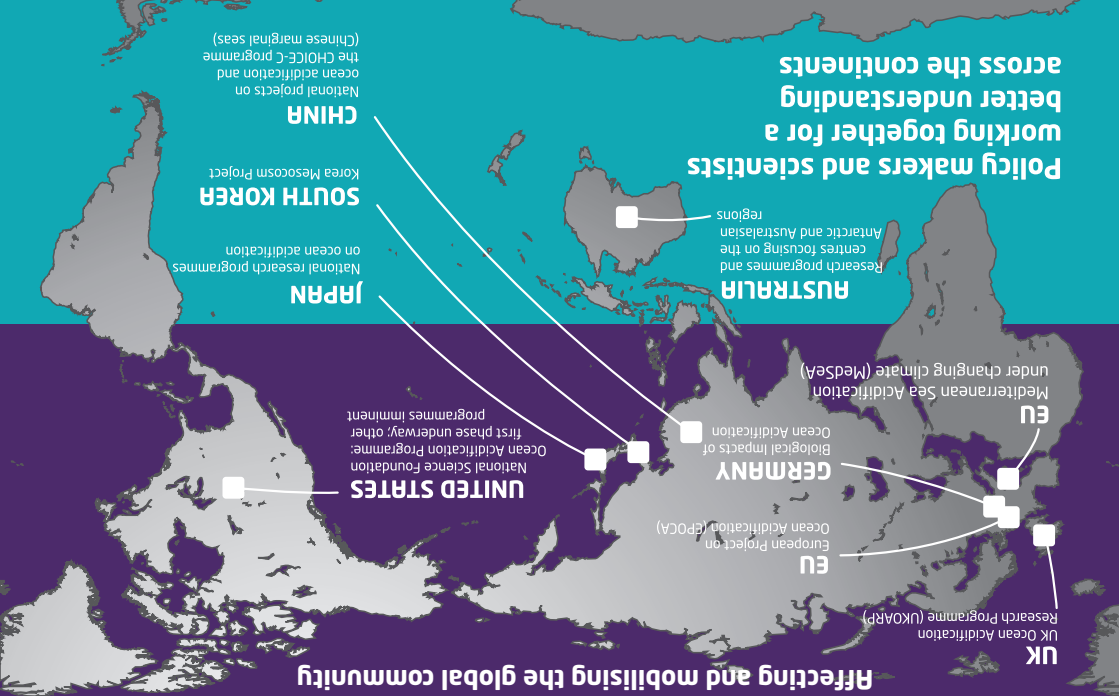 Affecting and mobilising the global community
UK
UK Ocean Acidification
Research Programme (UKOARP)
EU
European Project on
Ocean Acidification (EPOCA)
GERMANY
Biological Impacts of
Ocean Acidification
EU
Mediterranean Sea Acidification
under changing climate (MedSeA)
UNITED STATES
National Science Foundation
Ocean Acidification Programme:
first phase underway; other
programmes imminent
AUSTRALIA
Research programmes and
centres focusing on the
Antarctic and Australasian
regions
JAPAN
National research programmes
on ocean acidification
SOUTH KOREA
Korea Mesocosm Project
CHINA
National projects on
ocean acidification and
the CHOICE-C programme
(Chinese marginal seas)
Policy makers and scientists
working together for a
better understanding
across the continents